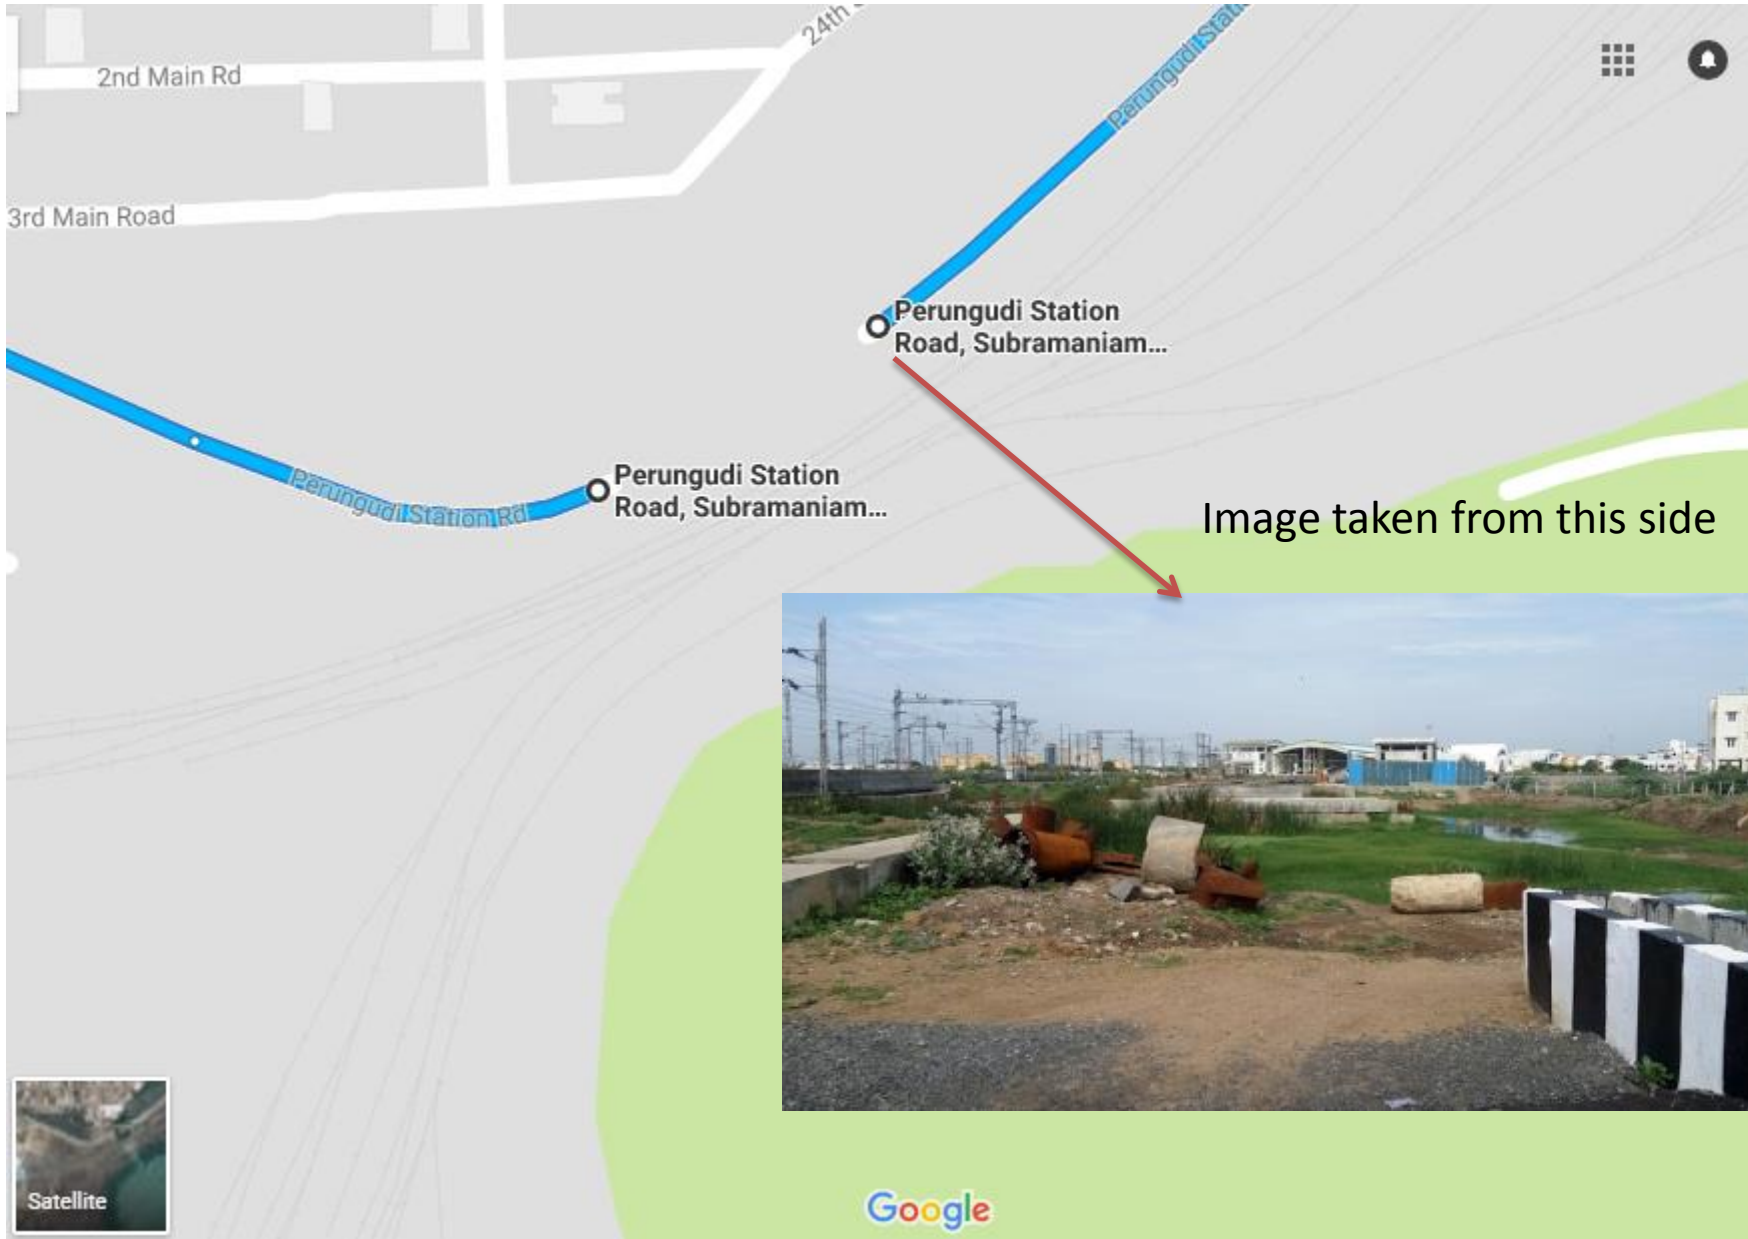 24th
2nd Main Rd
Perungudi Stati
3rd Main Road
Perungudi Station
Road, Subramaniam...
Perungudi Station
Road, Subramaniam...
Perungudi Station Rd
Image taken from this side
Satellite
Google